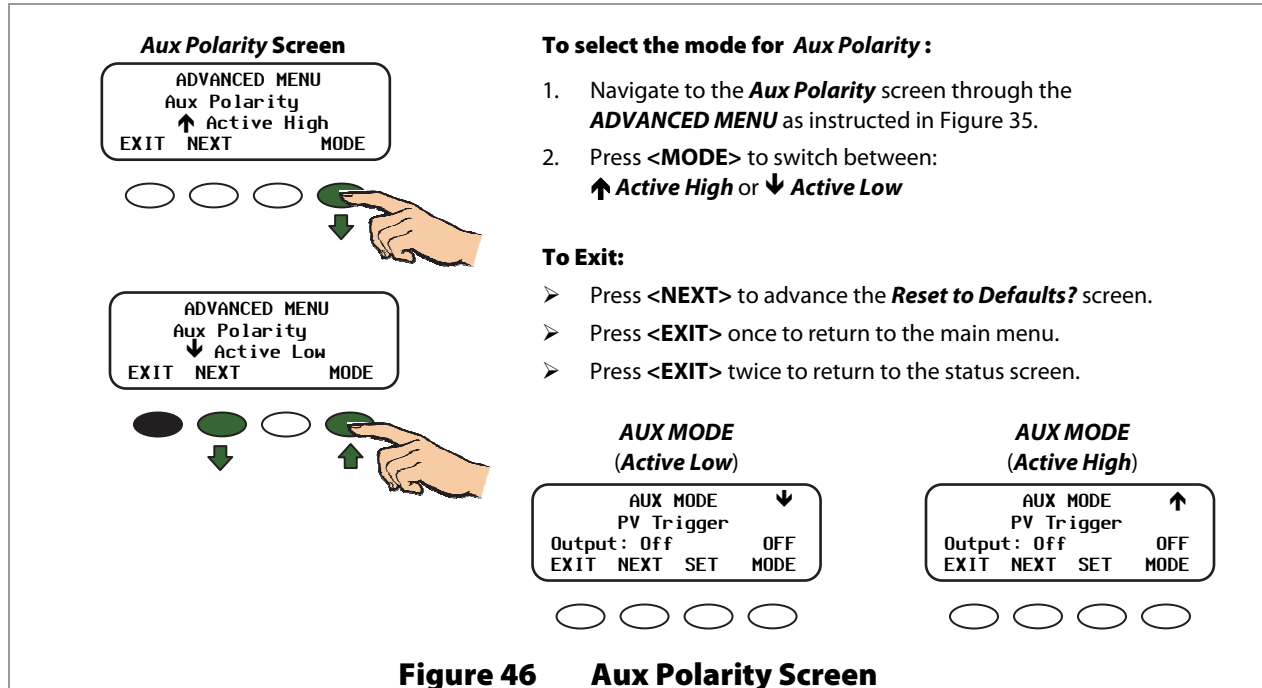 Aux Polarity Screen
ADVANCED MENU
Aux Polarity
↑ Active High
EXIT NEXT MODE
ADVANCED MENU
Aux Polarity
↓ Active Low
EXIT NEXT MODE
To select the mode for Aux Polarity :
1. Navigate to the Aux Polarity screen through the
ADVANCED MENU as instructed in Figure 35.
2. Press <MODE> to switch between:
↑ Active High or ↓ Active Low
To Exit:
➢ Press <NEXT> to advance the Reset to Defaults? screen.
➢ Press <EXIT> once to return to the main menu.
➢ Press <EXIT> twice to return to the status screen.
AUX MODE
(Active Low)
AUX MODE ↓
PV Trigger
Output: Off OFF
EXIT NEXT SET MODE
AUX MODE
(Active High)
AUX MODE ↑
PV Trigger
Output: Off OFF
EXIT NEXT SET MODE
Figure 46 Aux Polarity Screen